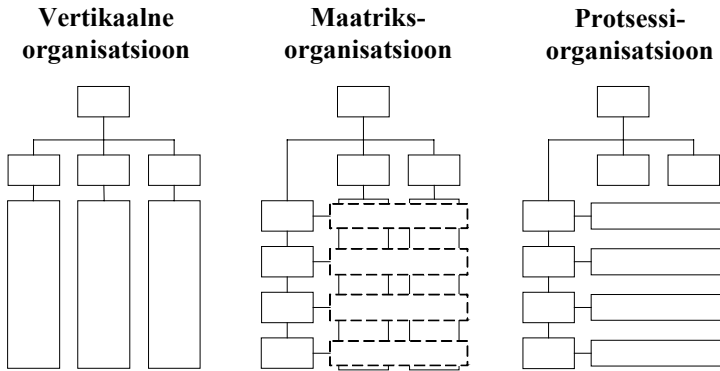 Vertikaalne
organisatsioon
Maatriks-
organisatsioon
Protsessi-
organisatsioon